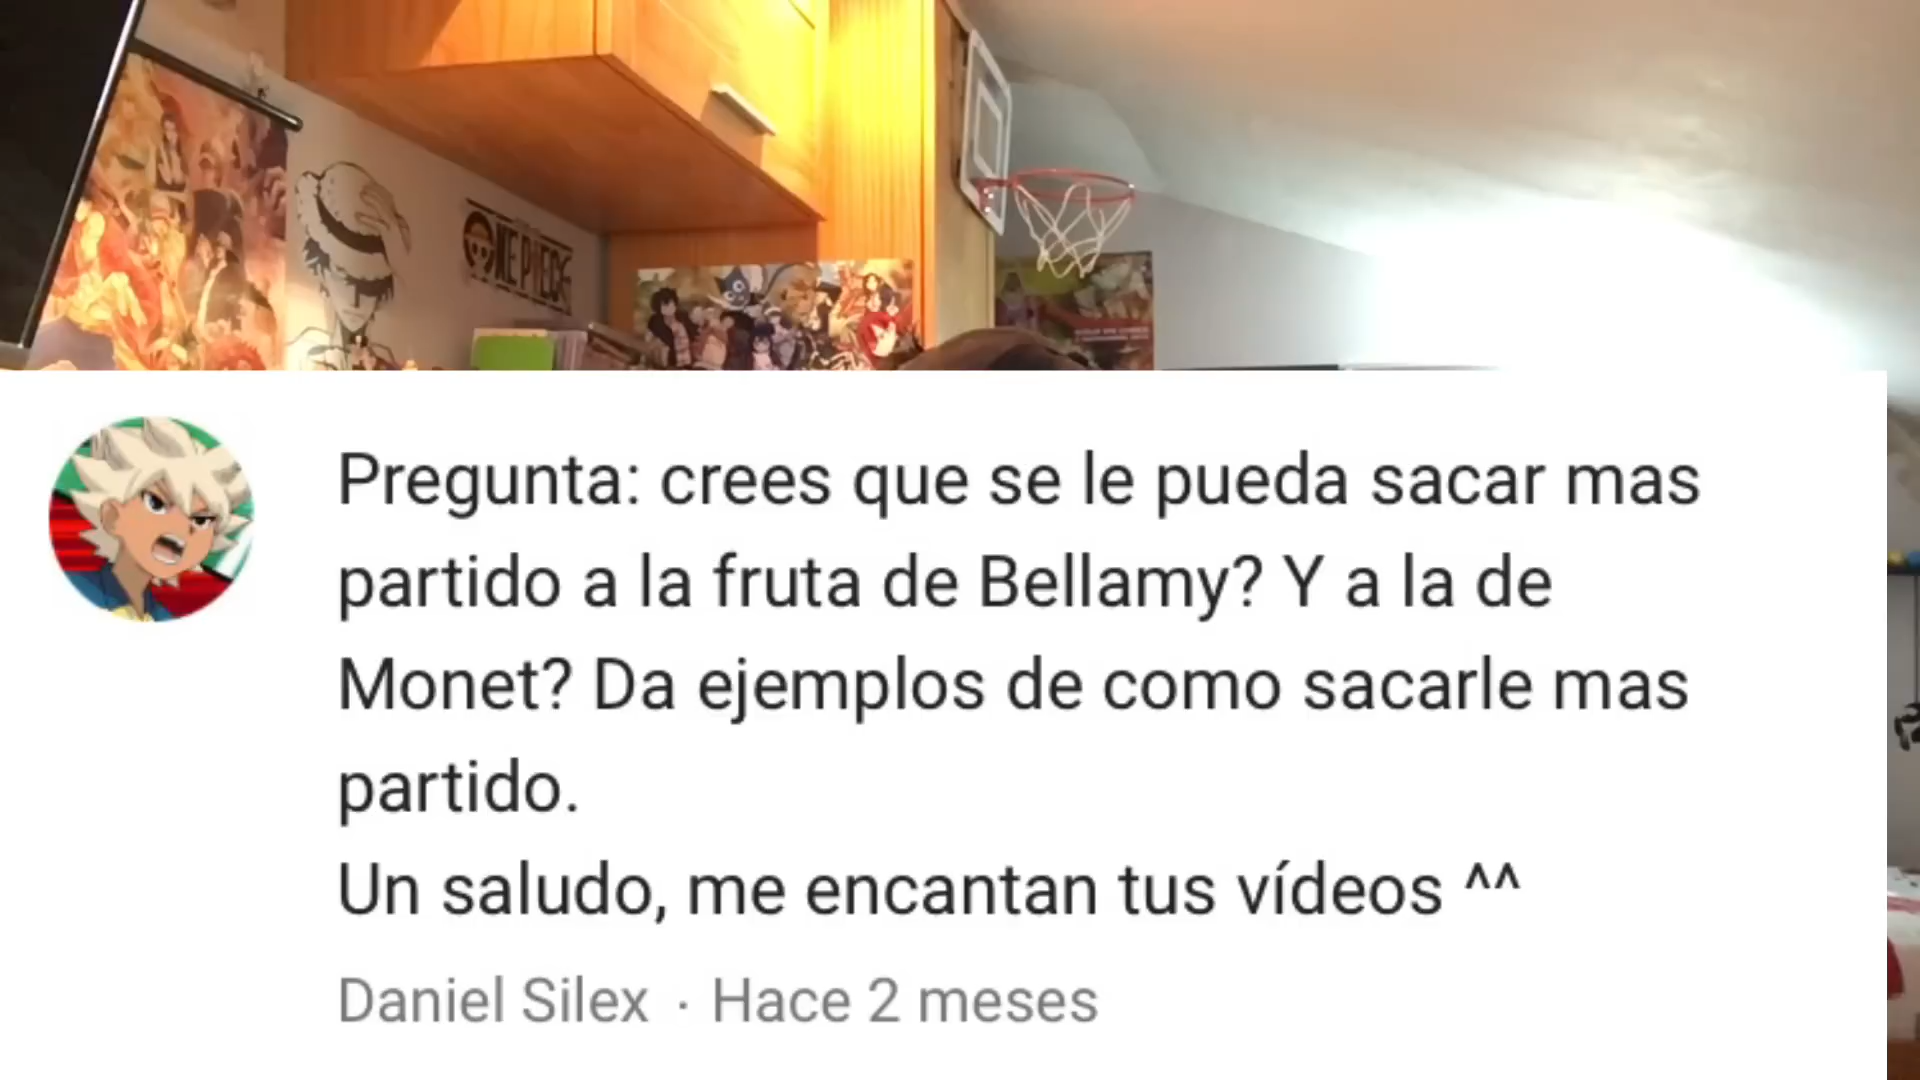 ONE PIECE
Pregunta: crees que se le pueda sacar mas
partido a la fruta de Bellamy? Y a la de
Monet? Da ejemplos de como sacarle mas
partido.
Un saludo, me encantan tus vídeos ^^
Daniel Silex · Hace 2 meses